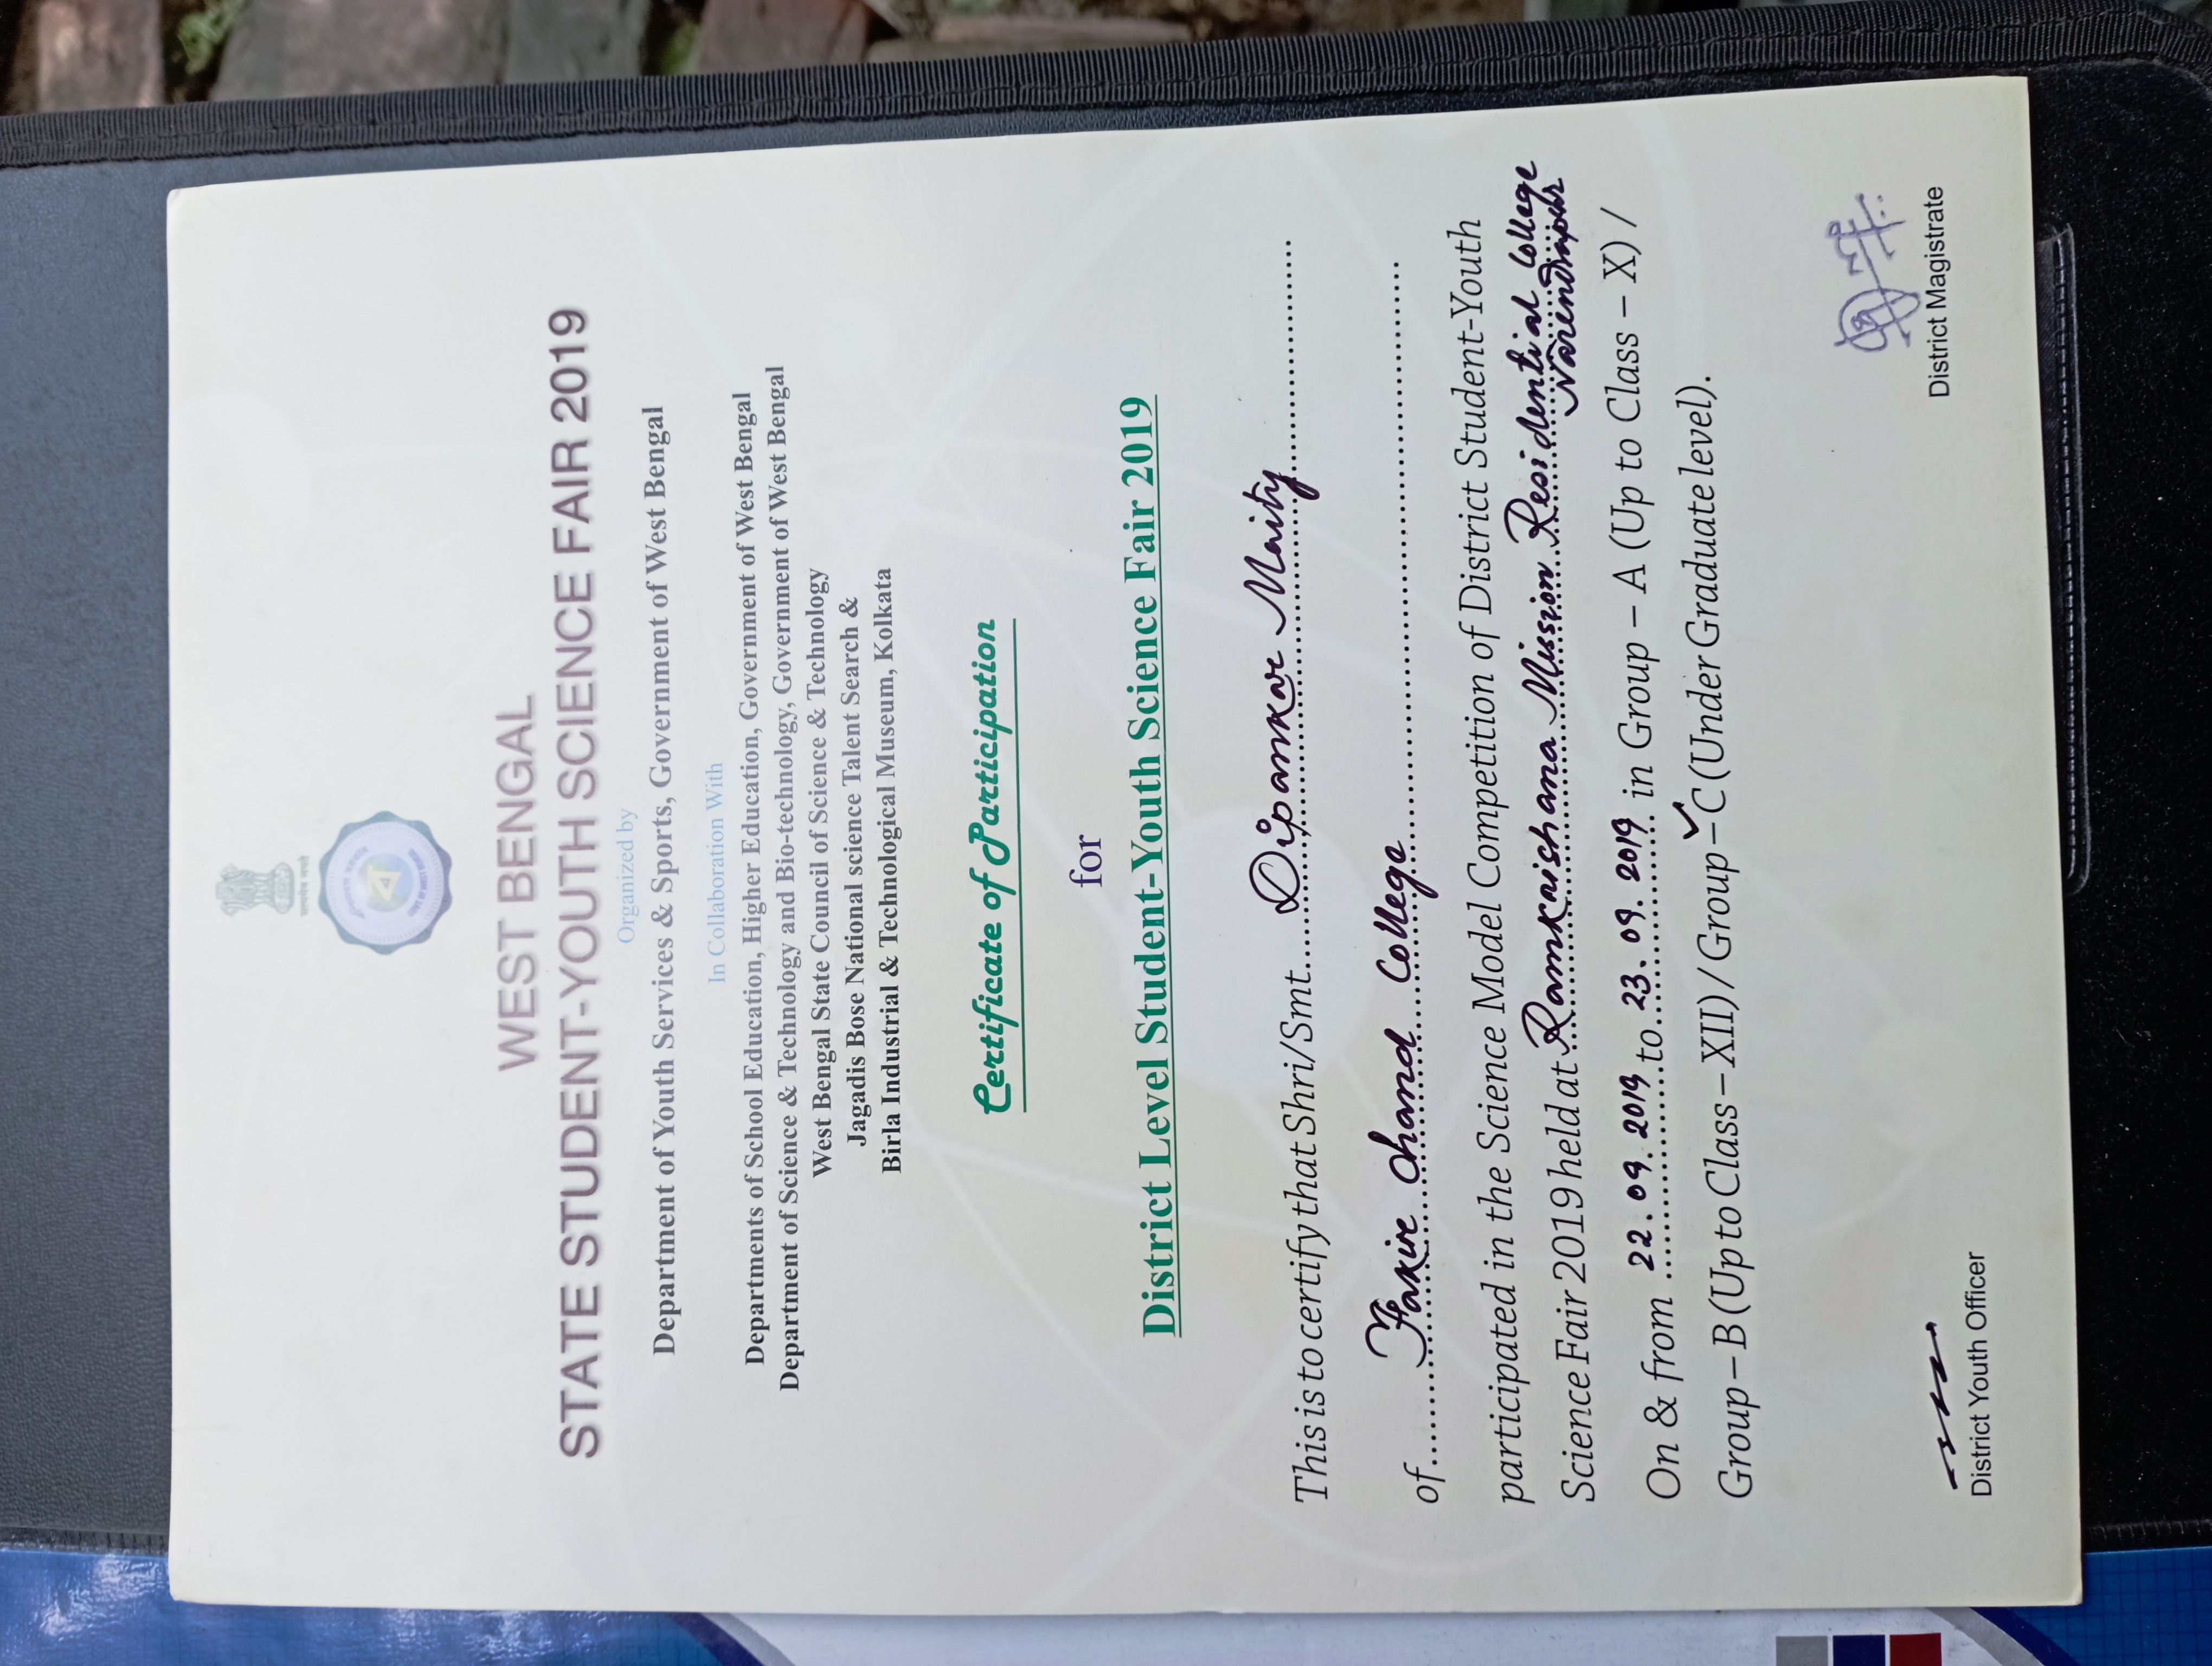 सत्यमेव जयते
ব
GOVT. OF WEST BENGAL
WEST BENGAL
STATE STUDENT-YOUTH SCIENCE FAIR 2019
Organized by
Department of Youth Services & Sports, Government of West Bengal
In Collaboration With
Departments of School Education, Higher Education, Government of West Bengal
Department of Science & Technology and Bio-technology, Government of West Bengal
West Bengal State Council of Science & Technology
Jagadis Bose National science Talent Search &
Birla Industrial & Technological Museum, Kolkata
Certificate of Participation
for
District Level Student-Youth Science Fair 2019
This is to certify that Shri/Smt. Dipankar Maity
of Fakir Chand College
participated in the Science Model Competition of District Student-Youth
Science Fair 2019 held at Ramkrishana Mission Residential College
Narendrapur
On & from 22.09.2019 to 23.09.2019 in Group – A (Up to Class – X) /
Group – B (Up to Class – XII) / Group – C (Under Graduate level).
District Magistrate
District Youth Officer